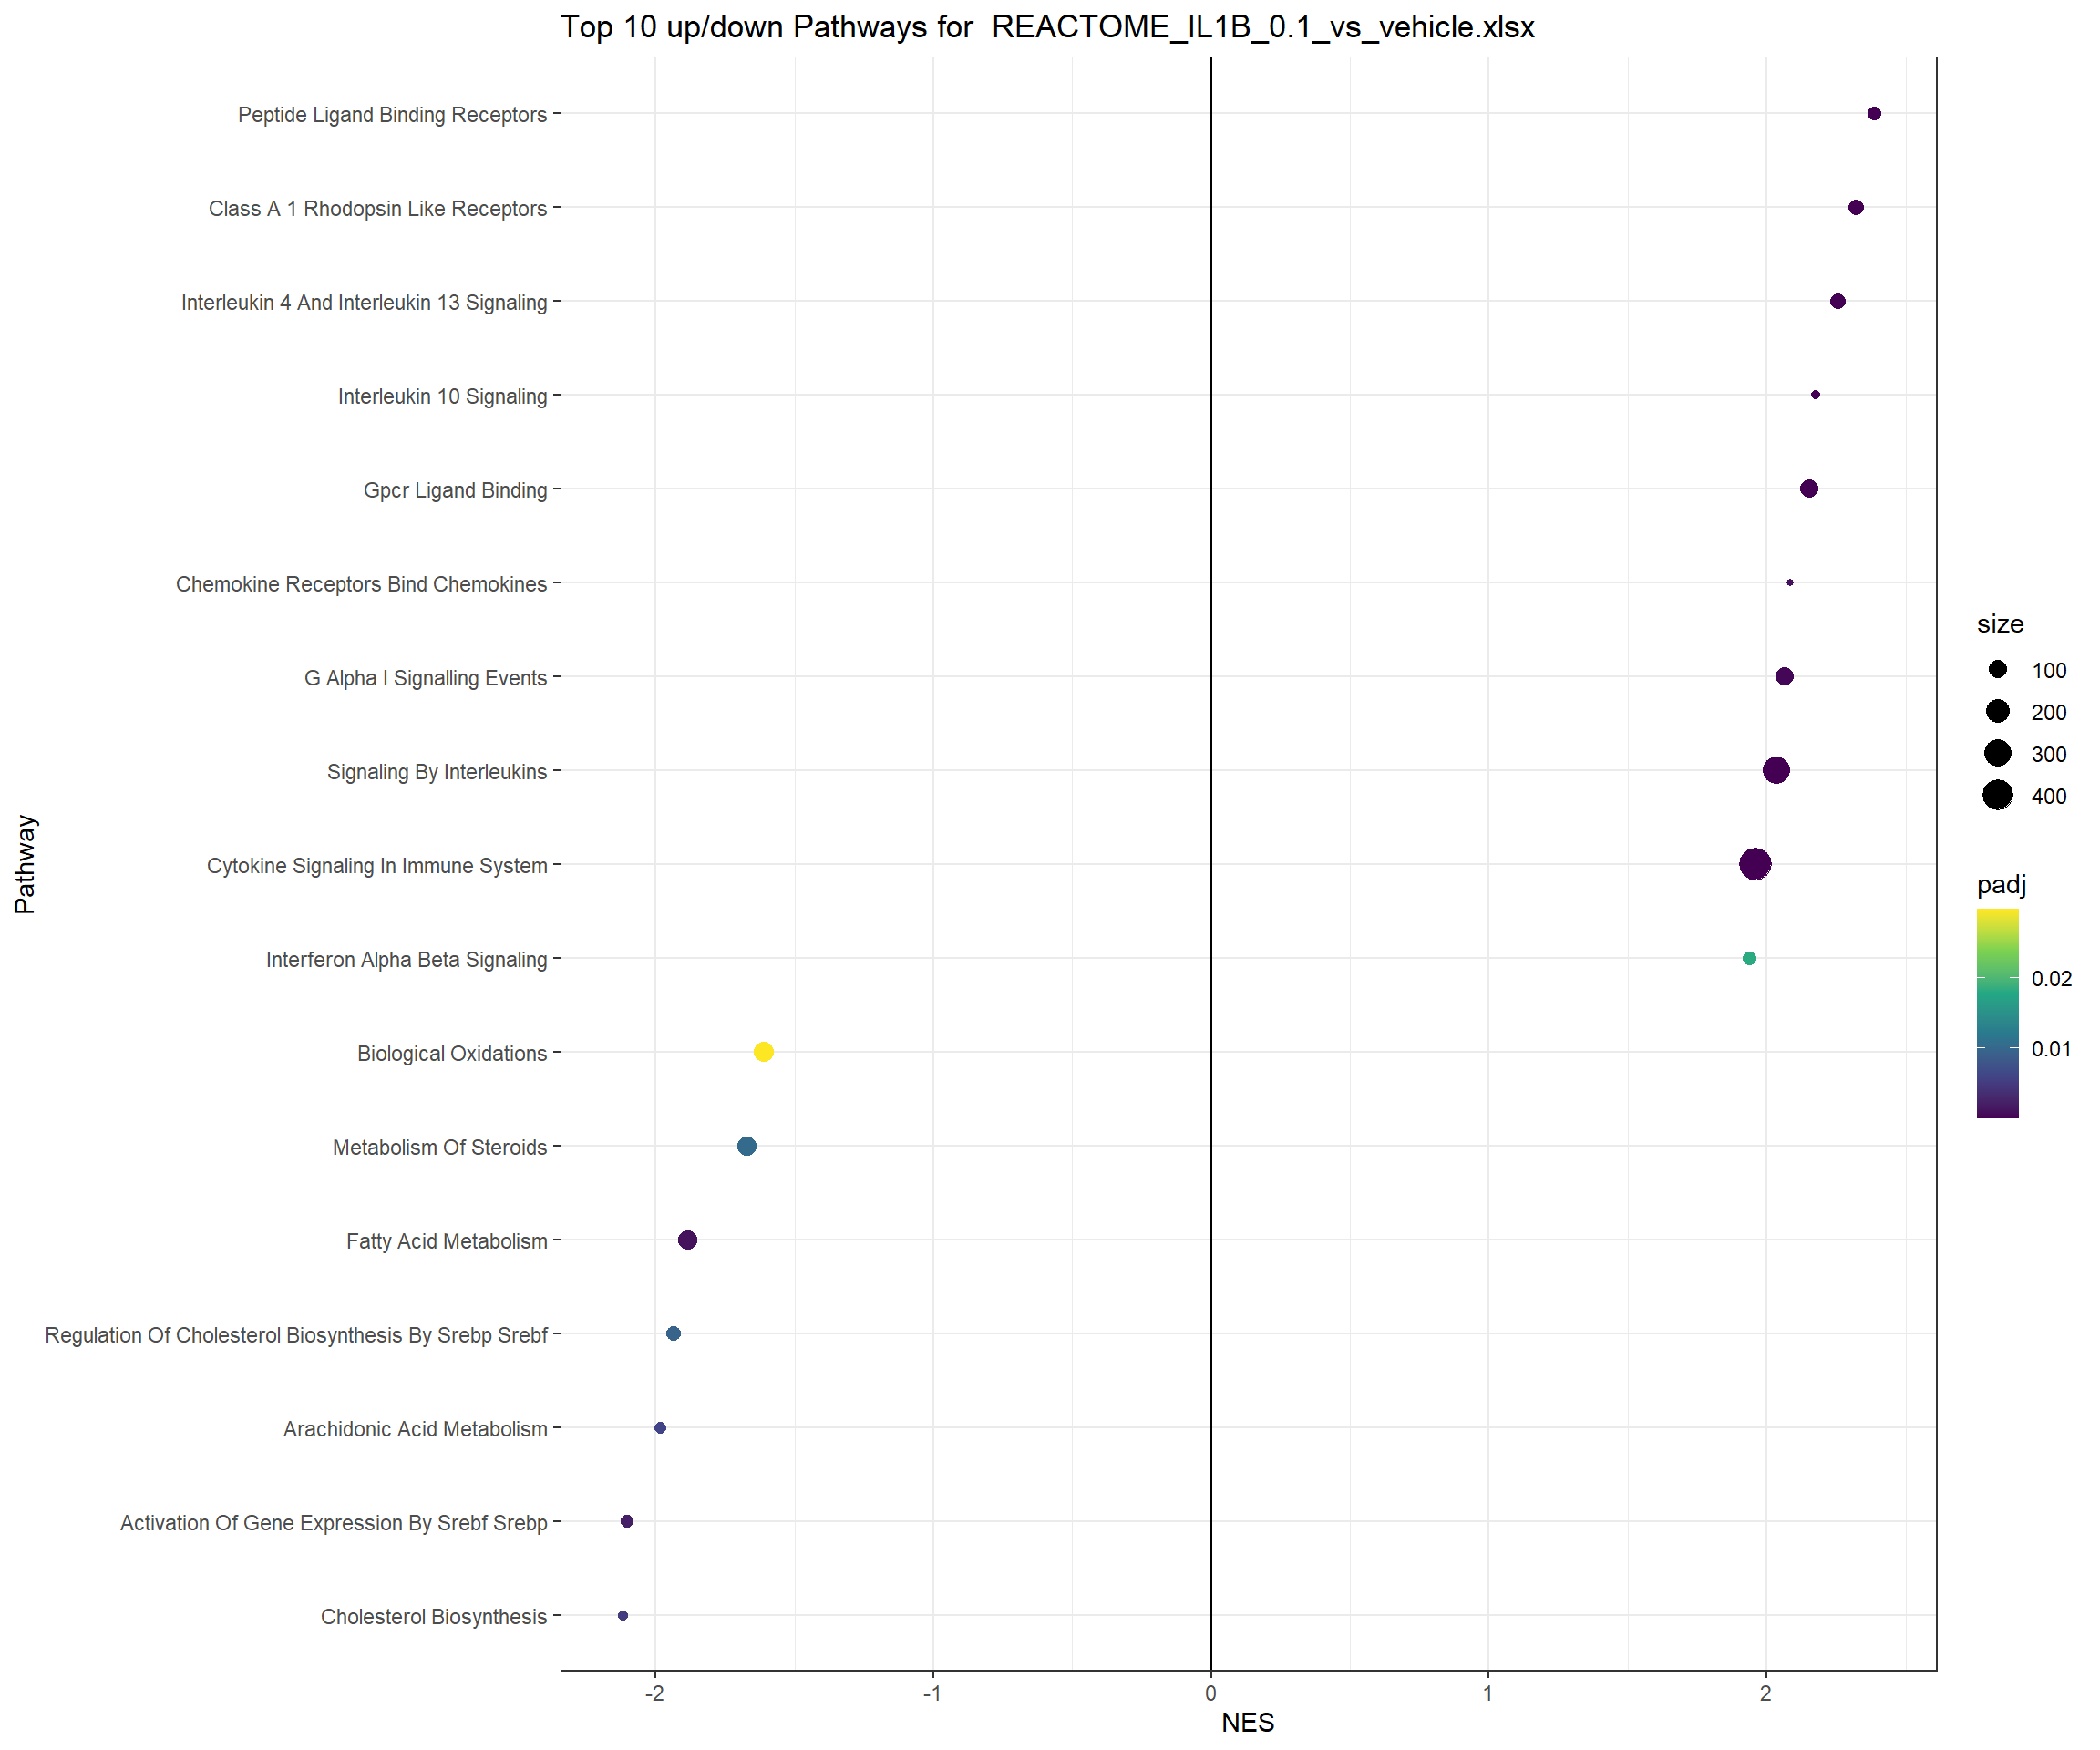 Top 10 up/down Pathways for  REACTOME_IL1B_0.1_vs_vehicle.xlsx
Pathway
Peptide Ligand Binding Receptors
Class A 1 Rhodopsin Like Receptors
Interleukin 4 And Interleukin 13 Signaling
Interleukin 10 Signaling
Gpcr Ligand Binding
Chemokine Receptors Bind Chemokines
G Alpha I Signalling Events
Signaling By Interleukins
Cytokine Signaling In Immune System
Interferon Alpha Beta Signaling
Biological Oxidations
Metabolism Of Steroids
Fatty Acid Metabolism
Regulation Of Cholesterol Biosynthesis By Srebp Srebf
Arachidonic Acid Metabolism
Activation Of Gene Expression By Srebf Srebp
Cholesterol Biosynthesis
-2 -1 0 1 2
NES
size
100
200
300
400
padj
0.02
0.01